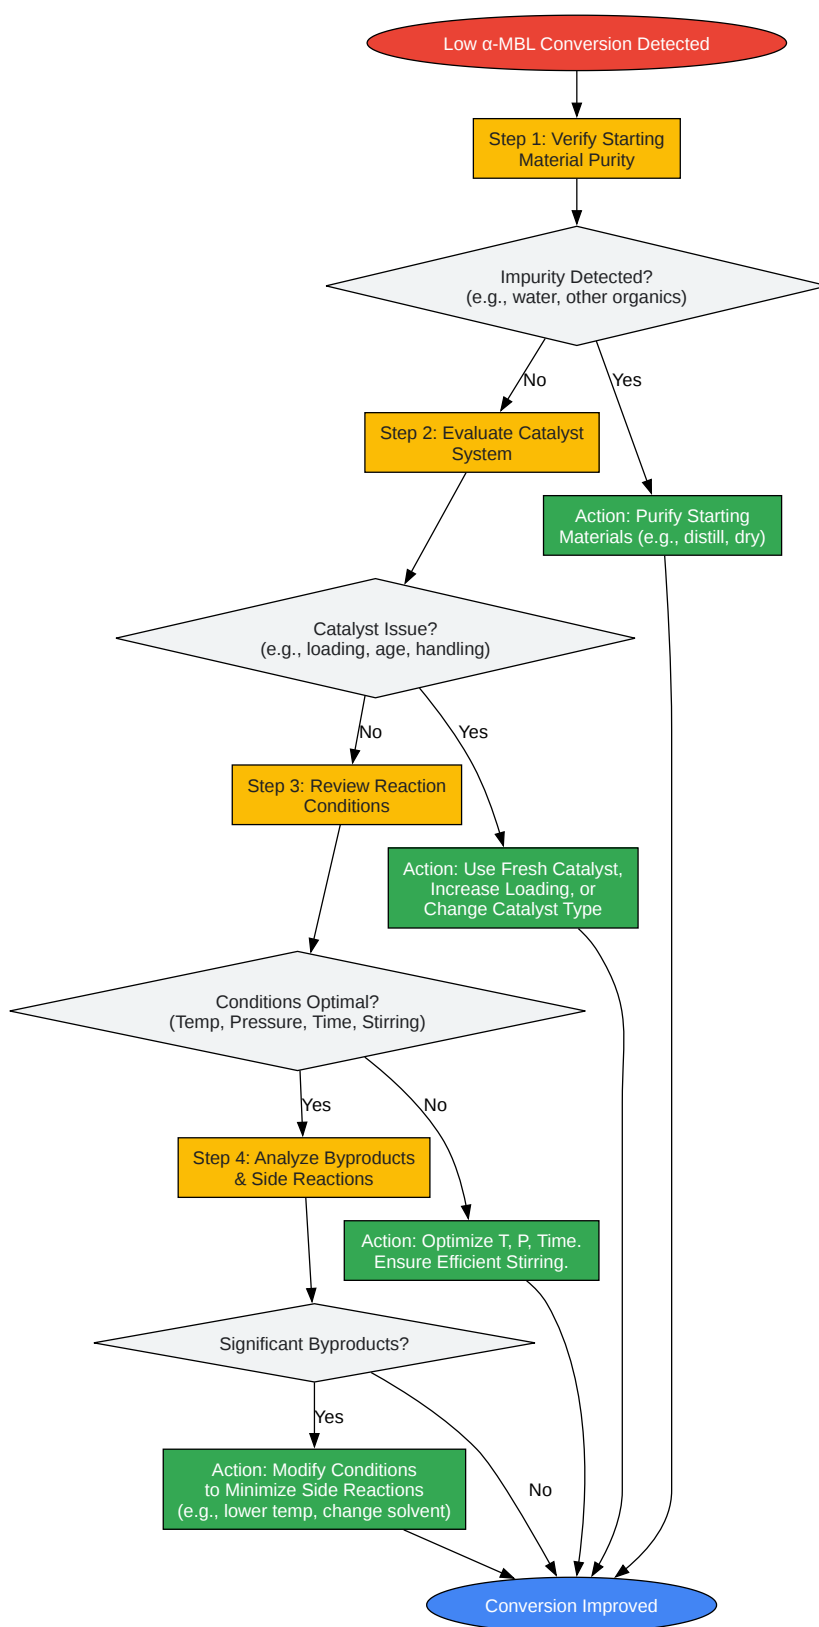 Low α-MBL Conversion Detected
Step 1: Verify Starting
Material Purity
Impurity Detected?
(e.g., water, other organics)
No
Yes
Step 2: Evaluate Catalyst
System
Action: Purify Starting
Materials (e.g., distill, dry)
Catalyst Issue?
(e.g., loading, age, handling)
No
Yes
Step 3: Review Reaction
Conditions
Action: Use Fresh Catalyst,
Increase Loading, or
Change Catalyst Type
Conditions Optimal?
(Temp, Pressure, Time, Stirring)
Yes
No
Step 4: Analyze Byproducts
& Side Reactions
Action: Optimize T, P, Time.
Ensure Efficient Stirring.
Significant Byproducts?
Yes
Action: Modify Conditions
to Minimize Side Reactions
(e.g., lower temp, change solvent)
No
Conversion Improved